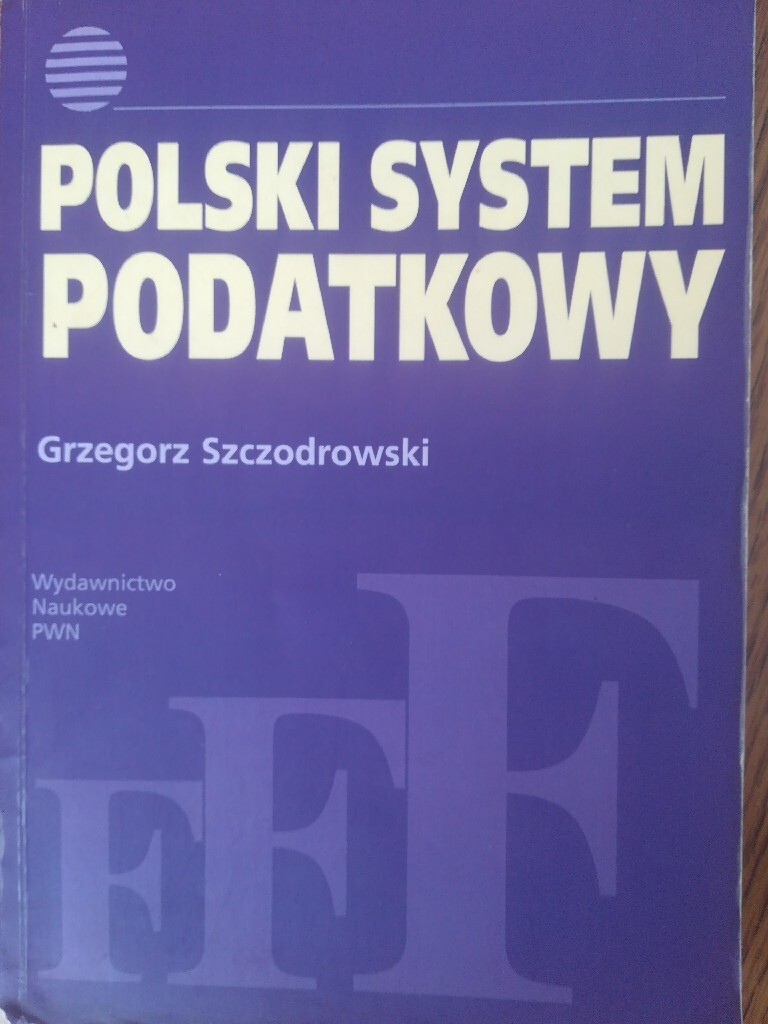 POLSKI SYSTEM
PODATKOWY
Grzegorz Szczodrowski
Wydawnictwo
Naukowe
PWN
F F F